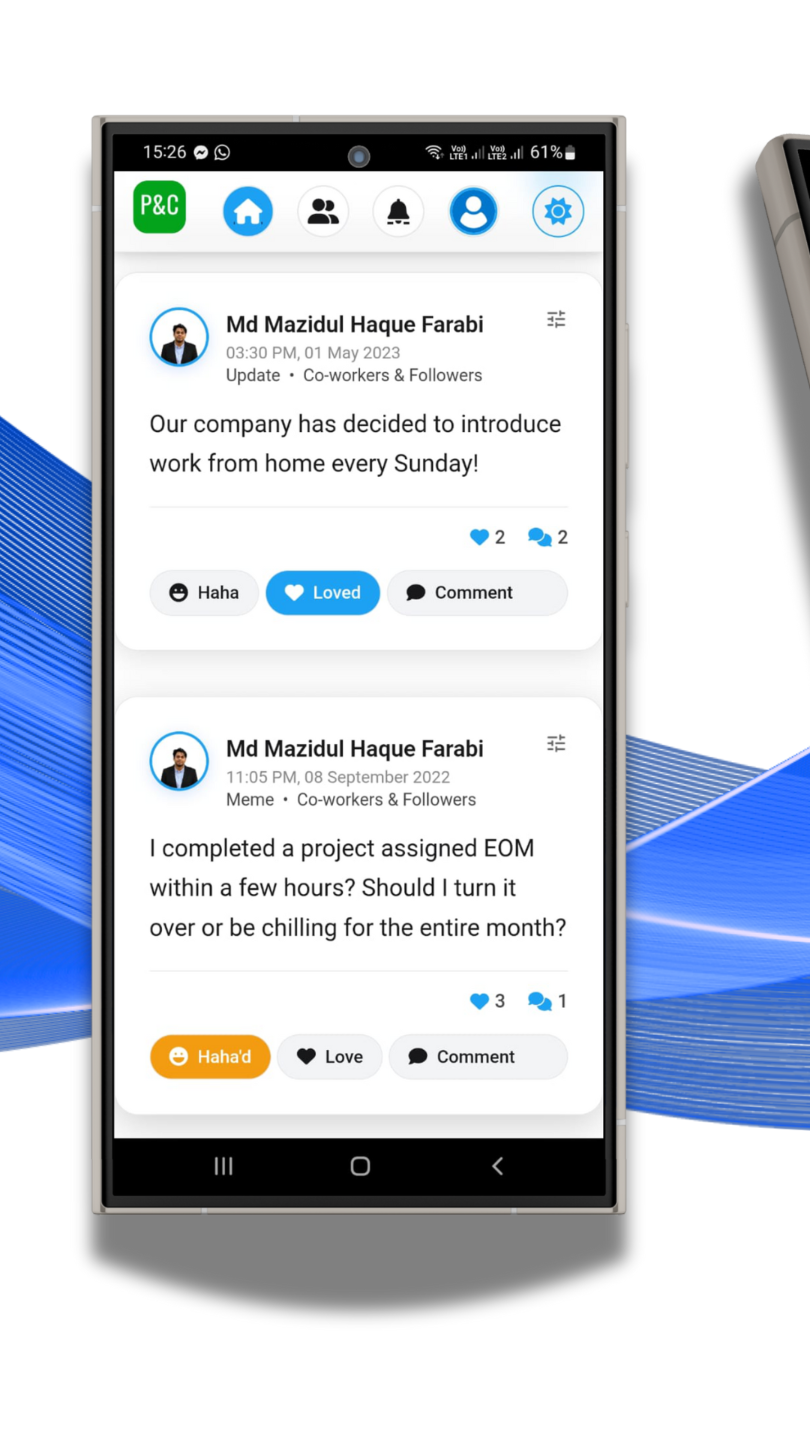 15:26
Vo)) LTE1 Vo)) LTE2 61%
P&C
Md Mazidul Haque Farabi
03:30 PM, 01 May 2023
Update • Co-workers & Followers
Our company has decided to introduce
work from home every Sunday!
2 2
Haha Loved Comment
Md Mazidul Haque Farabi
11:05 PM, 08 September 2022
Meme • Co-workers & Followers
I completed a project assigned EOM
within a few hours? Should I turn it
over or be chilling for the entire month?
3 1
Haha'd Love Comment